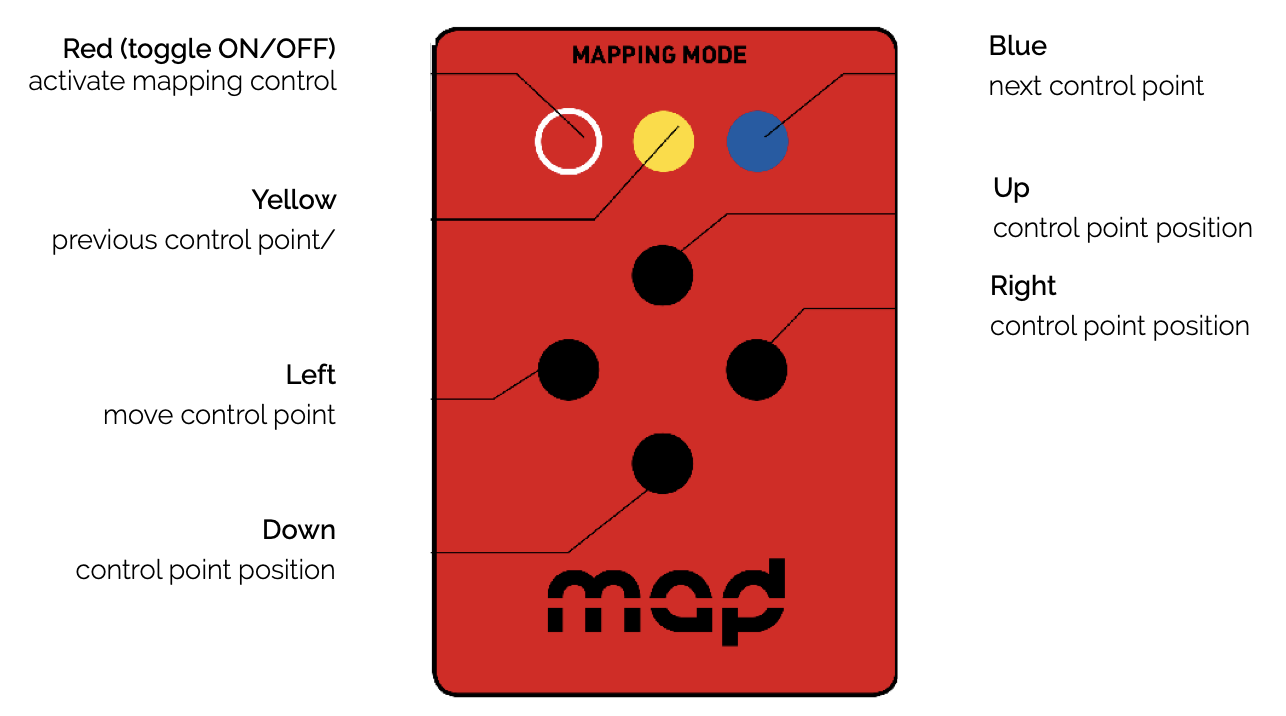 Red (toggle ON/OFF)
activate mapping control
Yellow
previous control point/
Left
move control point
Down
control point position
MAPPING MODE
map
Blue
next control point
Up
control point position
Right
control point position